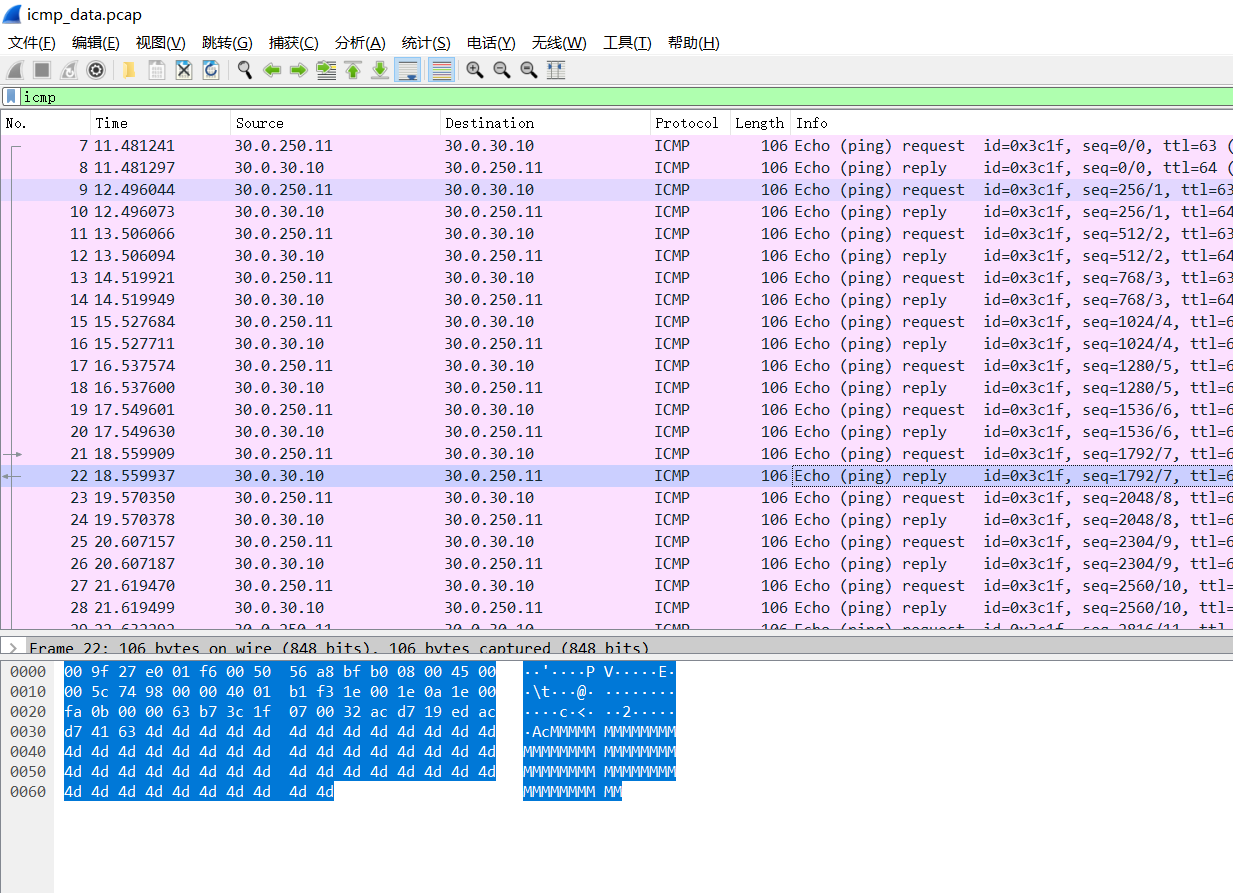 icmp_data.pcap
文件(F) 编辑(E) 视图(V) 跳转(G) 捕获(C) 分析(A) 统计(S) 电话(Y) 无线(W) 工具(T) 帮助(H)
icmp
No. Time Source Destination Protocol Length Info
7 11.481241 30.0.250.11 30.0.30.10 ICMP 106 Echo (ping) request id=0x3c1f, seq=0/0, ttl=63 (
8 11.481297 30.0.30.10 30.0.250.11 ICMP 106 Echo (ping) reply id=0x3c1f, seq=0/0, ttl=64 (
9 12.496044 30.0.250.11 30.0.30.10 ICMP 106 Echo (ping) request id=0x3c1f, seq=256/1, ttl=63
10 12.496073 30.0.30.10 30.0.250.11 ICMP 106 Echo (ping) reply id=0x3c1f, seq=256/1, ttl=64
11 13.506066 30.0.250.11 30.0.30.10 ICMP 106 Echo (ping) request id=0x3c1f, seq=512/2, ttl=63
12 13.506094 30.0.30.10 30.0.250.11 ICMP 106 Echo (ping) reply id=0x3c1f, seq=512/2, ttl=64
13 14.519921 30.0.250.11 30.0.30.10 ICMP 106 Echo (ping) request id=0x3c1f, seq=768/3, ttl=63
14 14.519949 30.0.30.10 30.0.250.11 ICMP 106 Echo (ping) reply id=0x3c1f, seq=768/3, ttl=64
15 15.527684 30.0.250.11 30.0.30.10 ICMP 106 Echo (ping) request id=0x3c1f, seq=1024/4, ttl=6
16 15.527711 30.0.30.10 30.0.250.11 ICMP 106 Echo (ping) reply id=0x3c1f, seq=1024/4, ttl=6
17 16.537574 30.0.250.11 30.0.30.10 ICMP 106 Echo (ping) request id=0x3c1f, seq=1280/5, ttl=6
18 16.537600 30.0.30.10 30.0.250.11 ICMP 106 Echo (ping) reply id=0x3c1f, seq=1280/5, ttl=6
19 17.549601 30.0.250.11 30.0.30.10 ICMP 106 Echo (ping) request id=0x3c1f, seq=1536/6, ttl=6
20 17.549630 30.0.30.10 30.0.250.11 ICMP 106 Echo (ping) reply id=0x3c1f, seq=1536/6, ttl=6
21 18.559909 30.0.250.11 30.0.30.10 ICMP 106 Echo (ping) request id=0x3c1f, seq=1792/7, ttl=6
22 18.559937 30.0.30.10 30.0.250.11 ICMP 106 Echo (ping) reply id=0x3c1f, seq=1792/7, ttl=6
23 19.570350 30.0.250.11 30.0.30.10 ICMP 106 Echo (ping) request id=0x3c1f, seq=2048/8, ttl=6
24 19.570378 30.0.30.10 30.0.250.11 ICMP 106 Echo (ping) reply id=0x3c1f, seq=2048/8, ttl=6
25 20.607157 30.0.250.11 30.0.30.10 ICMP 106 Echo (ping) request id=0x3c1f, seq=2304/9, ttl=6
26 20.607187 30.0.30.10 30.0.250.11 ICMP 106 Echo (ping) reply id=0x3c1f, seq=2304/9, ttl=6
27 21.619470 30.0.250.11 30.0.30.10 ICMP 106 Echo (ping) request id=0x3c1f, seq=2560/10, ttl=
28 21.619499 30.0.30.10 30.0.250.11 ICMP 106 Echo (ping) reply id=0x3c1f, seq=2560/10, ttl=
Frame 22: 106 bytes on wire (848 bits), 106 bytes captured (848 bits)
0000 00 9f 27 e0 01 f6 00 50 56 a8 bf b0 08 00 45 00 ··'····P V·····E·
0010 00 5c 74 98 00 00 40 01 b1 f3 1e 00 1e 0a 1e 00 ·\t···@· ········
0020 fa 0b 00 00 63 b7 3c 1f 07 00 32 ac d7 19 ed ac ····c·<· ··2·····
0030 d7 41 63 4d 4d 4d 4d 4d 4d 4d 4d 4d 4d 4d 4d 4d ·AcMMMMM MMMMMMMM
0040 4d 4d 4d 4d 4d 4d 4d 4d 4d 4d 4d 4d 4d 4d 4d 4d MMMMMMMM MMMMMMMM
0050 4d 4d 4d 4d 4d 4d 4d 4d 4d 4d 4d 4d 4d 4d 4d 4d MMMMMMMM MMMMMMMM
0060 4d 4d 4d 4d 4d 4d 4d 4d 4d 4d MMMMMMMM MM